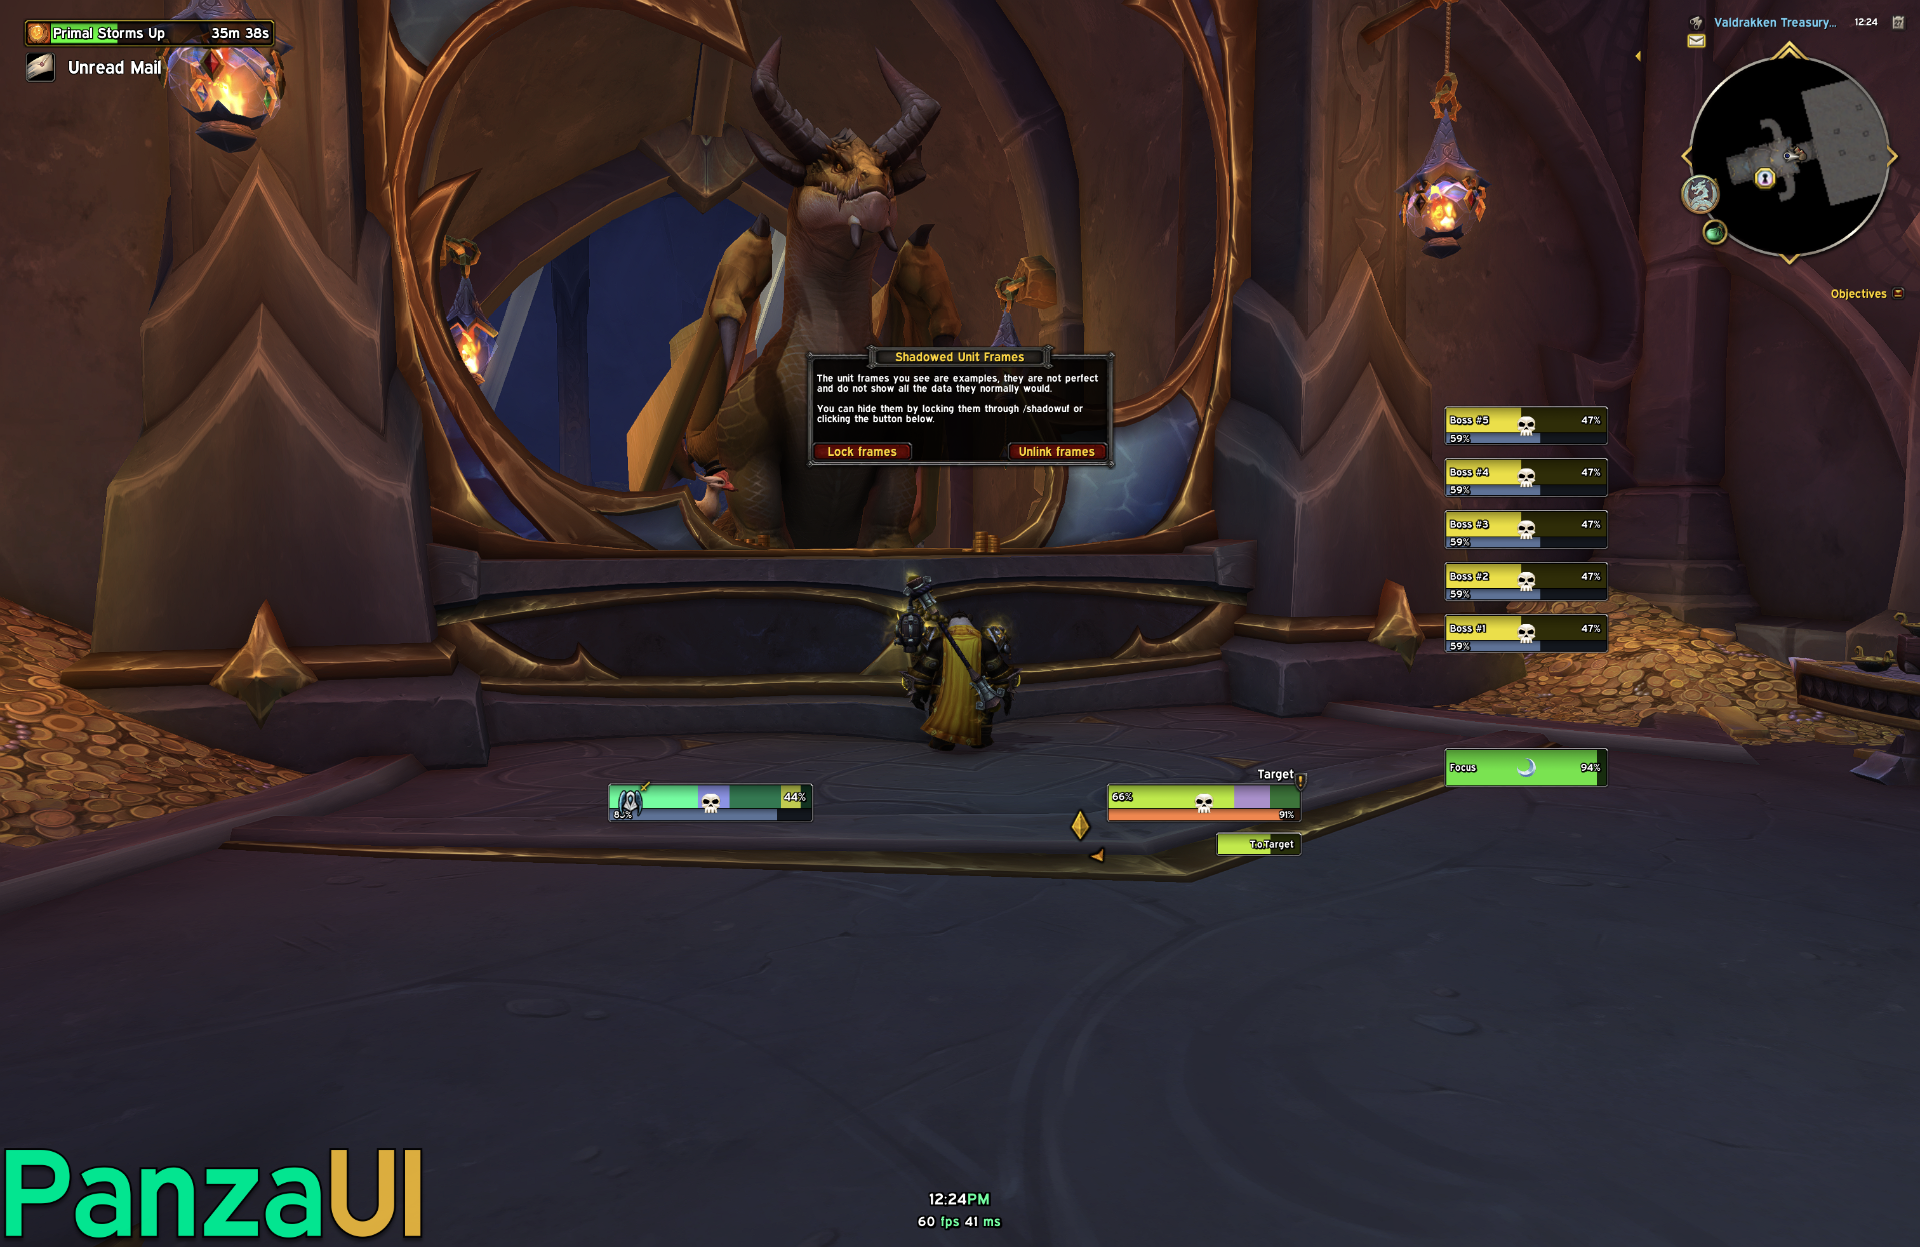 Primal Storms Up 35m 38s
Unread Mail
Valdrakken Treasury... 12:24
Objectives
Shadowed Unit Frames
The unit frames you see are examples, they are not perfect
and do not show all the data they normally would.
You can hide them by locking them through /shadowuf or
clicking the button below.
Lock frames Unlink frames
Boss #5 47%
59%
Boss #4 47%
59%
Boss #3 47%
59%
Boss #2 47%
59%
Boss #1 47%
59%
Focus 94%
44%
Target
66%
91%
ToTarget
PanzaUI
12:24PM
60 fps 41 ms